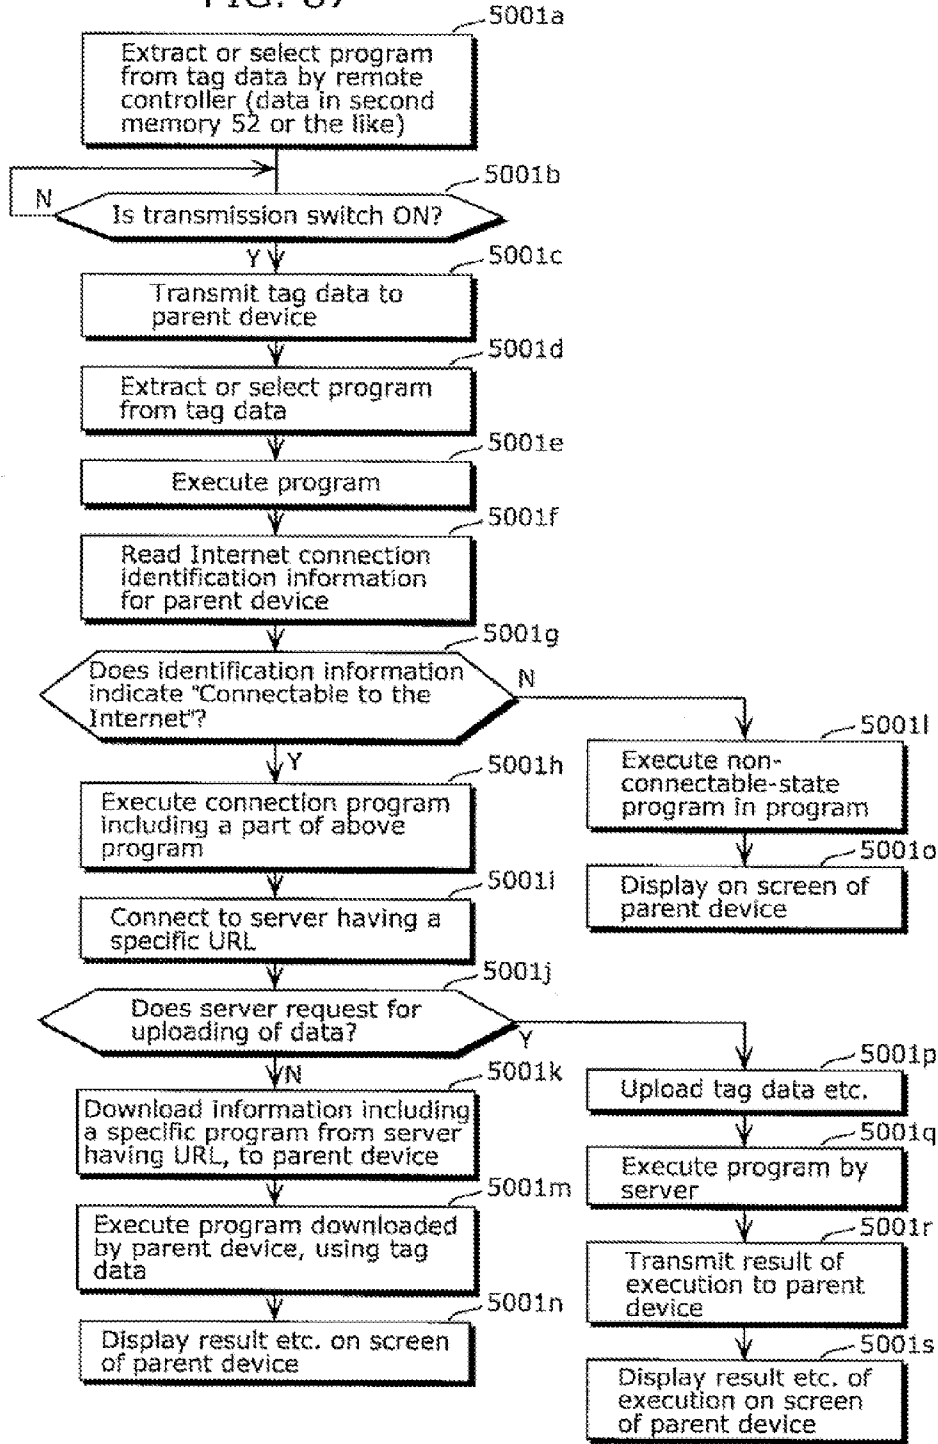 5001a
Extract or select program
from tag data by remote
controller (data in second
memory 52 or the like)
5001b
N
Is transmission switch ON?
Y
5001c
Transmit tag data to
parent device
5001d
Extract or select program
from tag data
5001e
Execute program
5001f
Read Internet connection
identification information
for parent device
5001g
Does identification information
indicate "Connectable to the
Internet"?
N
Y
5001l
Execute non-
connectable-state
program in program
5001h
Execute connection program
including a part of above
program
5001o
Display on screen of
parent device
5001i
Connect to server having a
specific URL
5001j
Does server request for
uploading of data?
Y
N
5001p
Upload tag data etc.
5001k
Download information including
a specific program from server
having URL, to parent device
5001q
Execute program by
server
5001m
Execute program downloaded
by parent device, using tag
data
5001r
Transmit result of
execution to parent
device
5001n
Display result etc. on screen
of parent device
5001s
Display result etc. of
execution on screen
of parent device